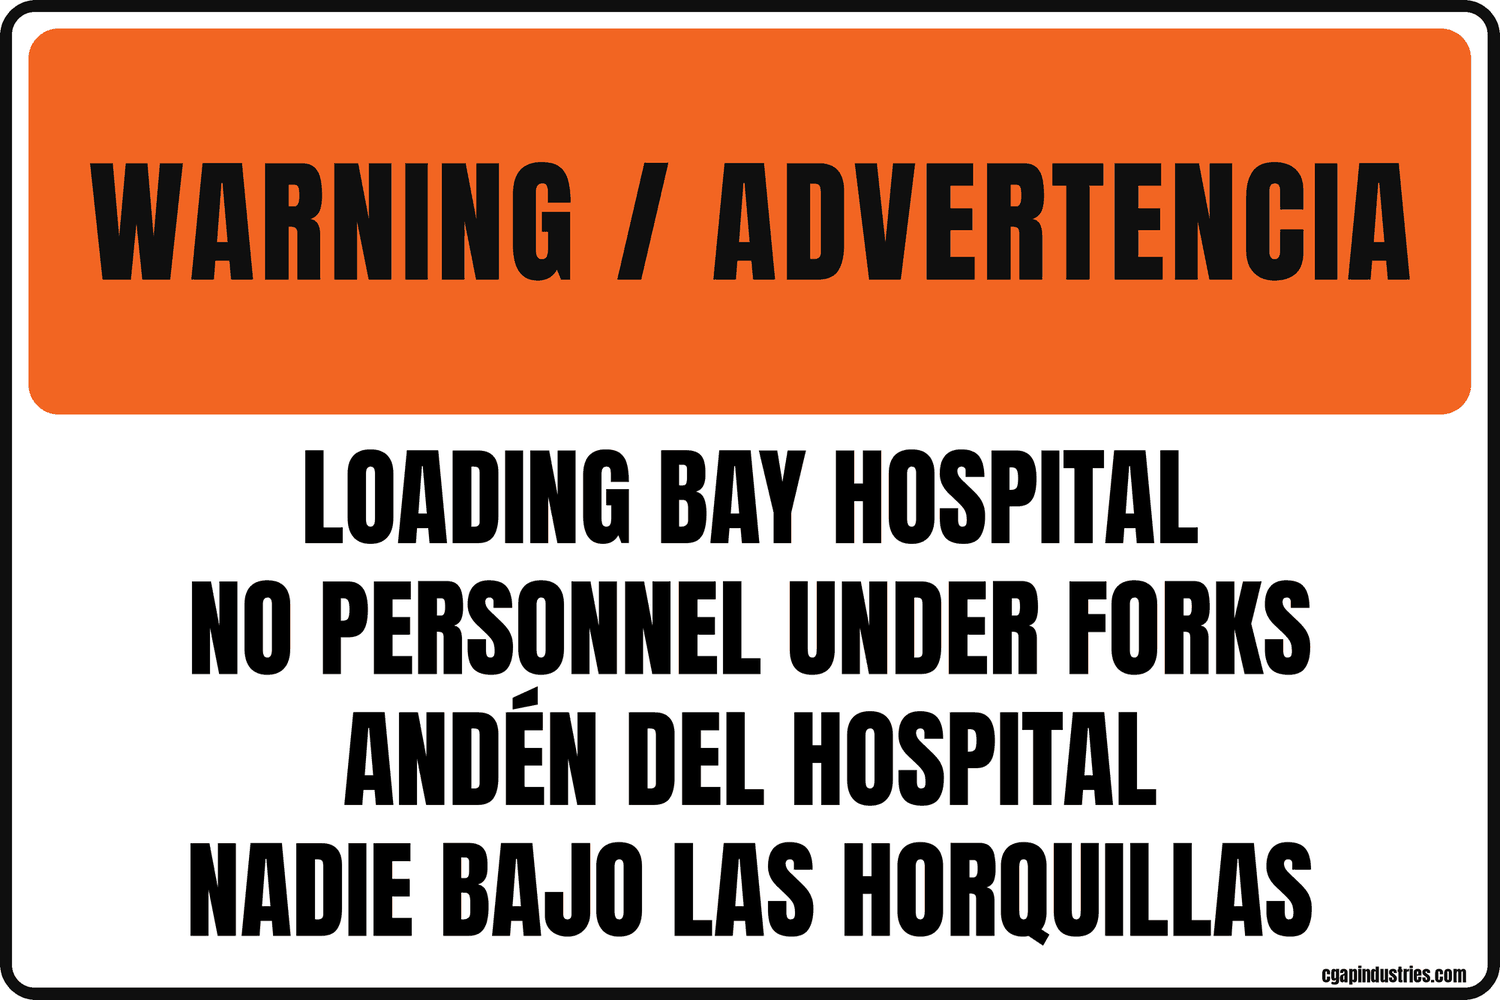 WARNING / ADVERTENCIA
LOADING BAY HOSPITAL
NO PERSONNEL UNDER FORKS
ANDÉN DEL HOSPITAL
NADIE BAJO LAS HORQUILLAS
cgapindustries.com